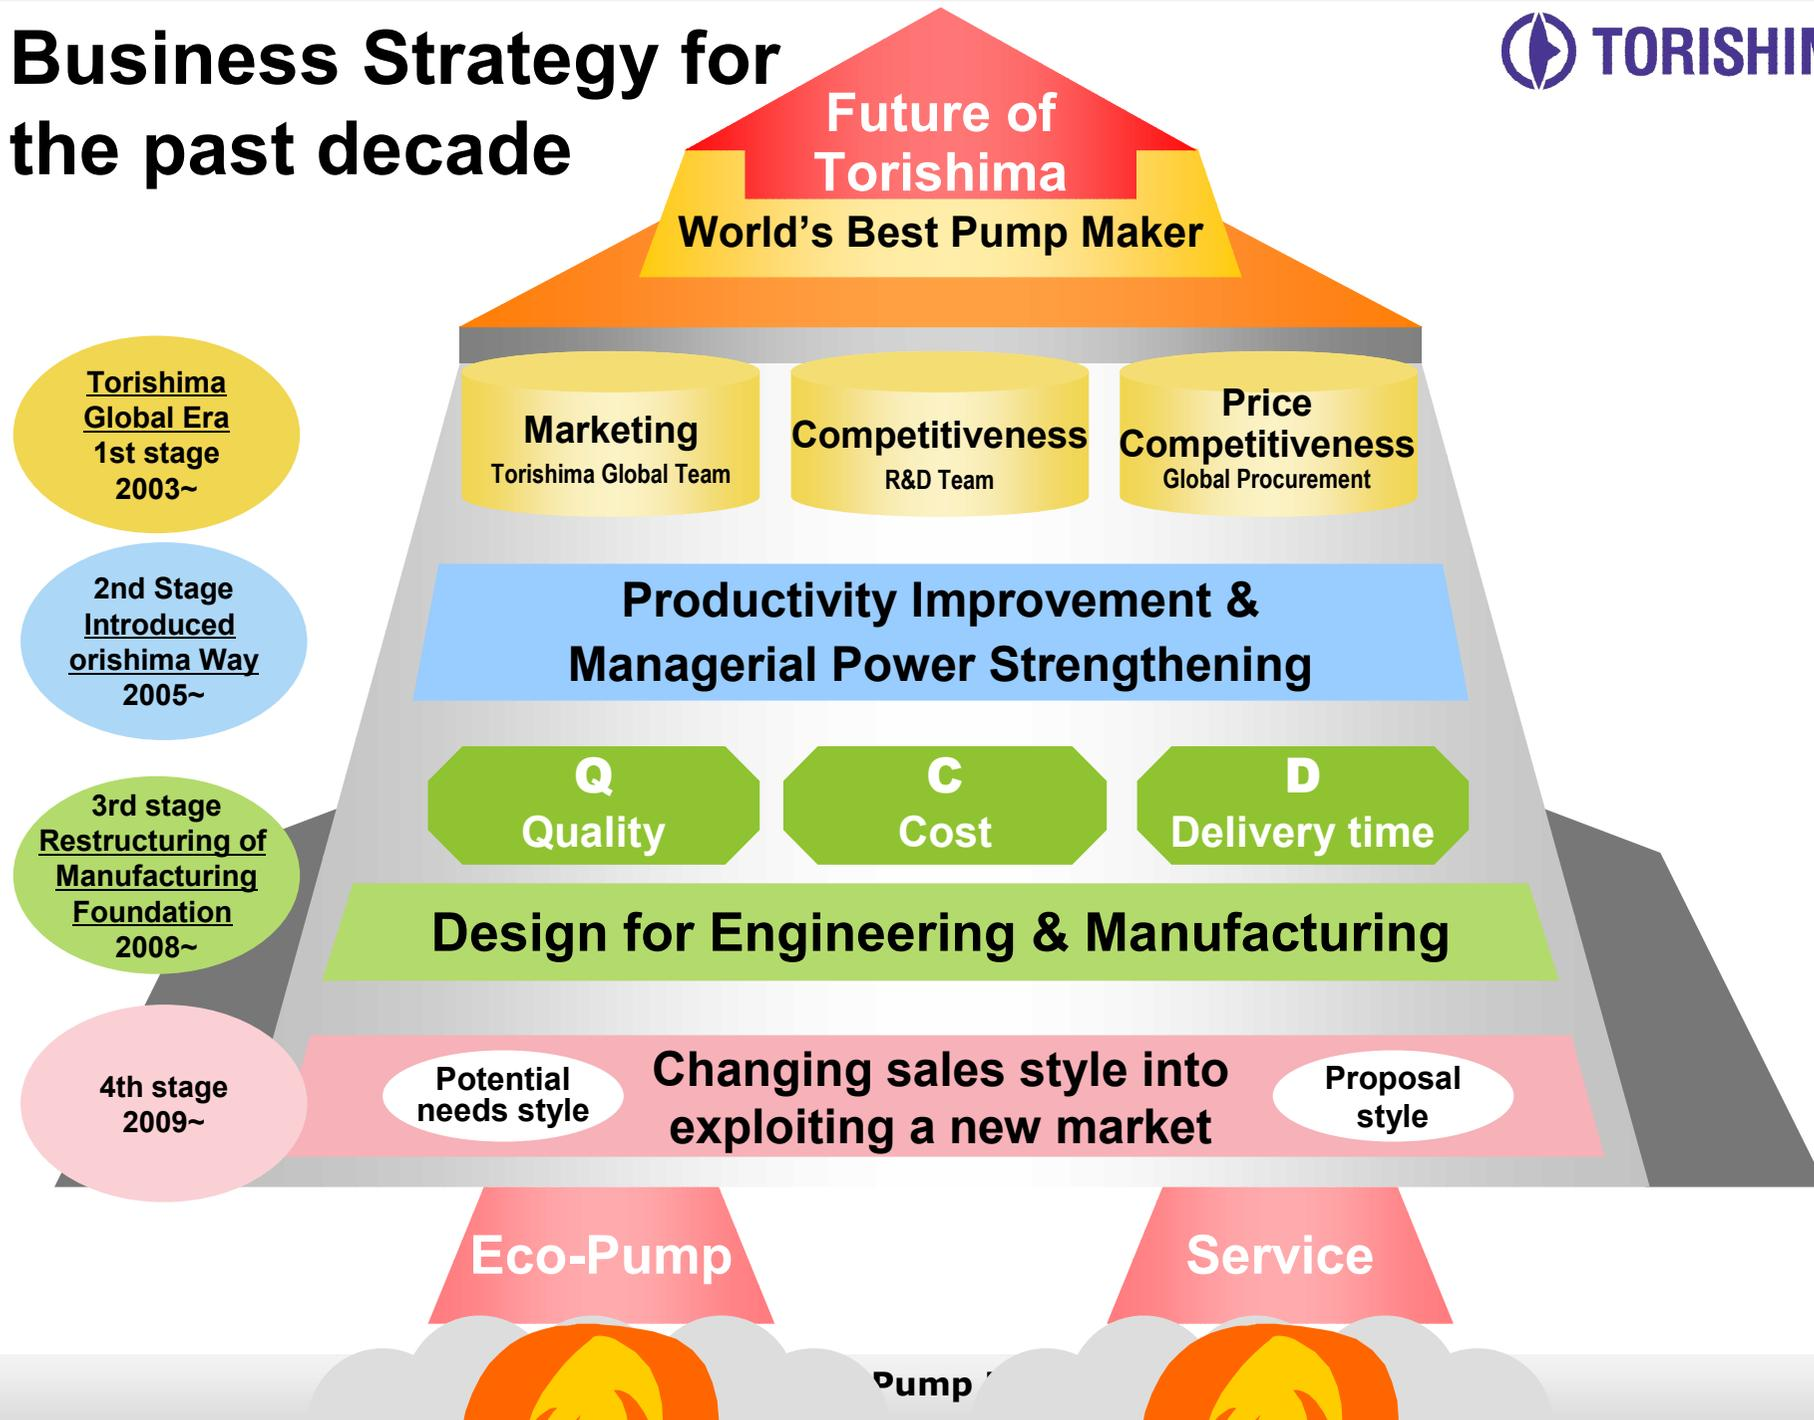 Business Strategy for
the past decade
TORISHIM
Future of
Torishima
World's Best Pump Maker
Torishima
Global Era
1st stage
2003~
Marketing
Torishima Global Team
Competitiveness
R&D Team
Price
Competitiveness
Global Procurement
2nd Stage
Introduced
orishima Way
2005~
Productivity Improvement &
Managerial Power Strengthening
3rd stage
Restructuring of
Manufacturing
Foundation
2008~
Q
Quality
C
Cost
D
Delivery time
Design for Engineering & Manufacturing
4th stage
2009~
Potential
needs style
Changing sales style into
exploiting a new market
Proposal
style
Eco-Pump
Service
Pump